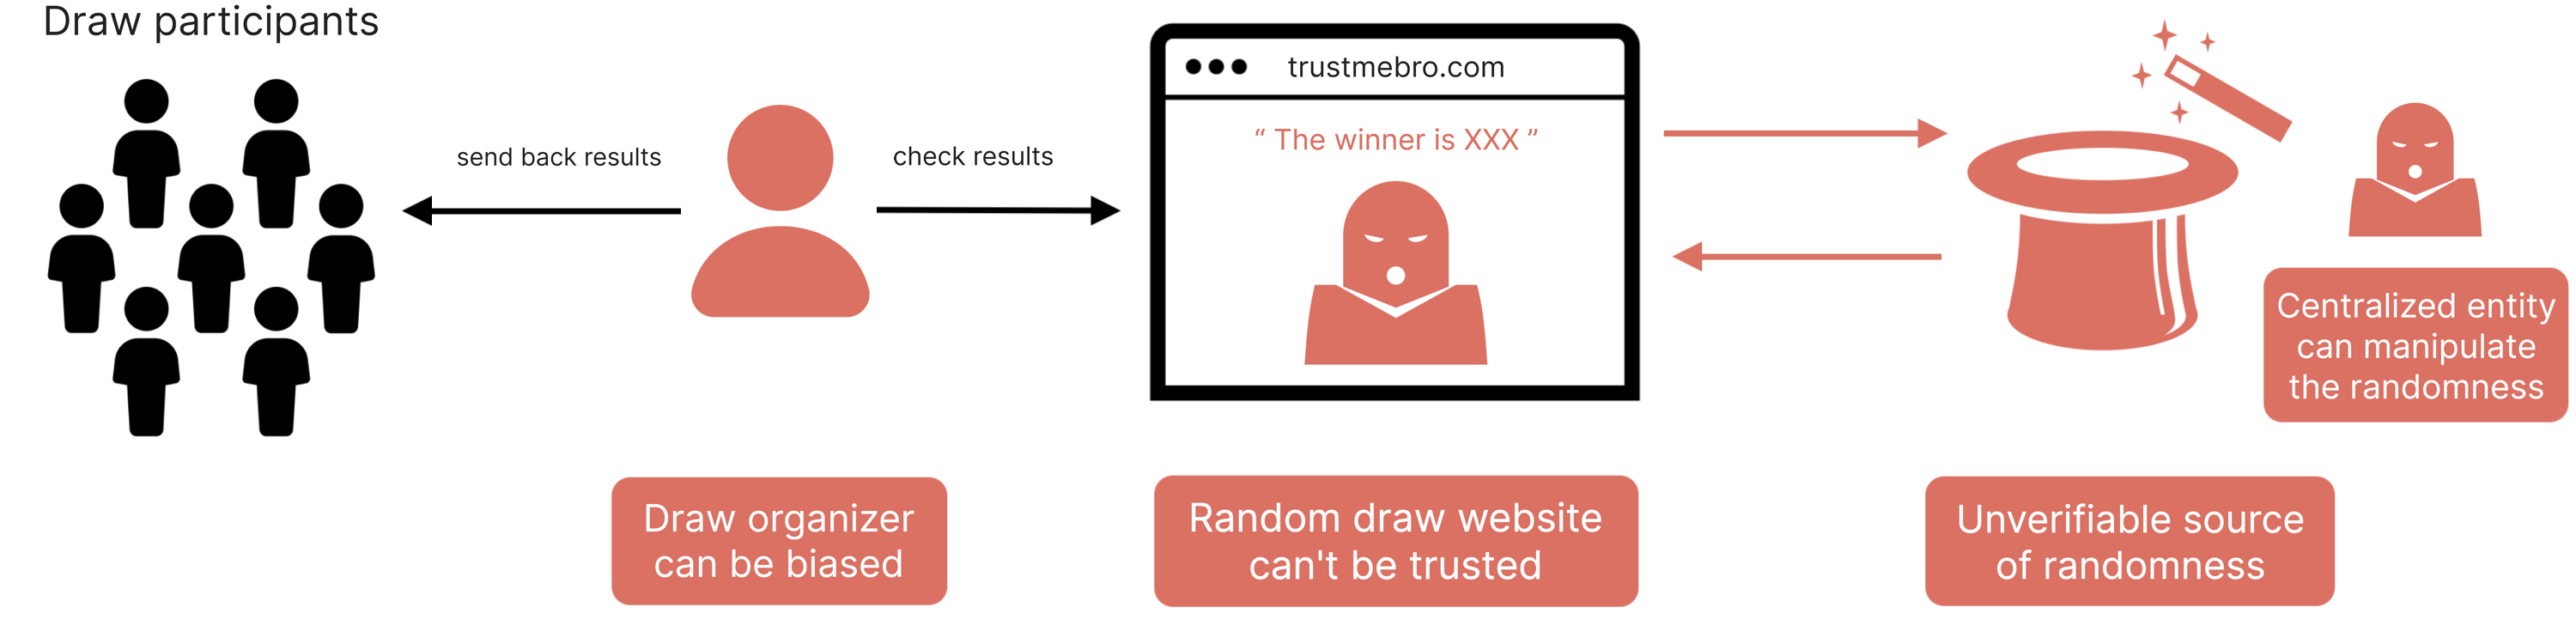 Draw participants
send back results
check results
trustmebro.com
“ The winner is XXX ”
Centralized entity
can manipulate
the randomness
Draw organizer
can be biased
Random draw website
can't be trusted
Unverifiable source
of randomness